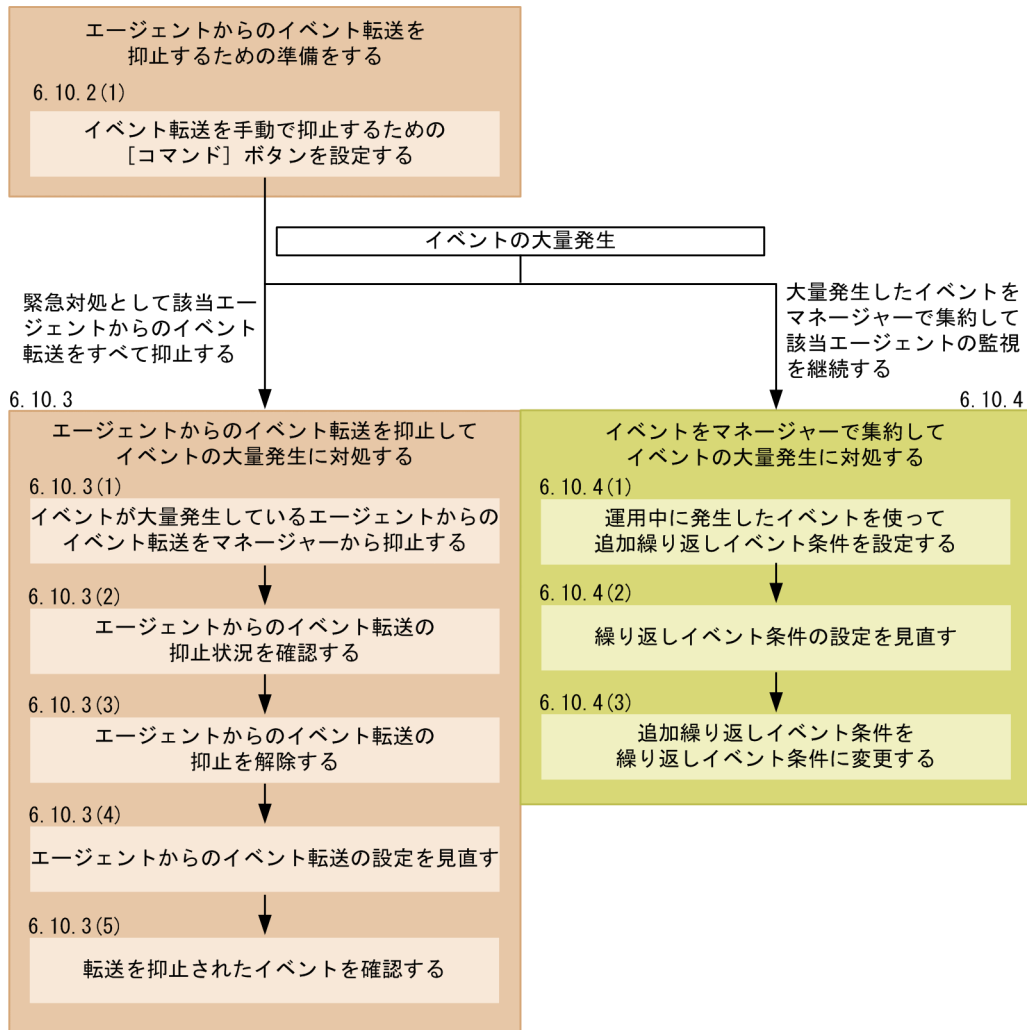 エージェントからのイベント転送を
抑止するための準備をする
6.10.2(1)
イベント転送を手動で抑止するための
［コマンド］ボタンを設定する
イベントの大量発生
緊急対処として該当エー
ジェントからのイベント
転送をすべて抑止する
大量発生したイベントを
マネージャーで集約して
該当エージェントの監視
を継続する
6.10.3
エージェントからのイベント転送を抑止して
イベントの大量発生に対処する
6.10.3(1)
イベントが大量発生しているエージェントからの
イベント転送をマネージャーから抑止する
6.10.3(2)
エージェントからのイベント転送の
抑止状況を確認する
6.10.3(3)
エージェントからのイベント転送の
抑止を解除する
6.10.3(4)
エージェントからのイベント転送の設定を見直す
6.10.3(5)
転送を抑止されたイベントを確認する
6.10.4
イベントをマネージャーで集約して
イベントの大量発生に対処する
6.10.4(1)
運用中に発生したイベントを使って
追加繰り返しイベント条件を設定する
6.10.4(2)
繰り返しイベント条件の設定を見直す
6.10.4(3)
追加繰り返しイベント条件を
繰り返しイベント条件に変更する